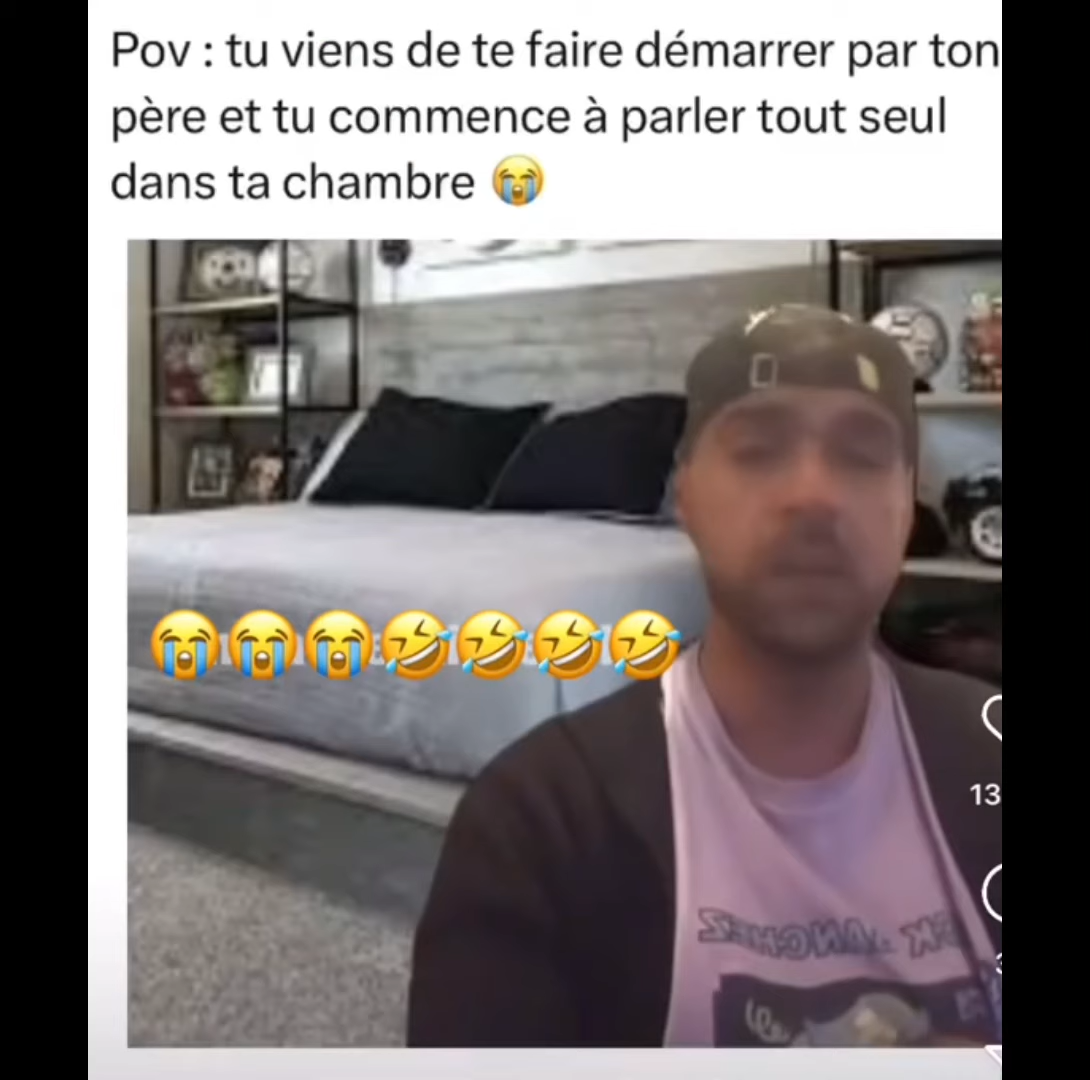 Pov : tu viens de te faire démarrer par ton
père et tu commence à parler tout seul
dans ta chambre 😭
😭😭😭🤣🤣🤣🤣
13